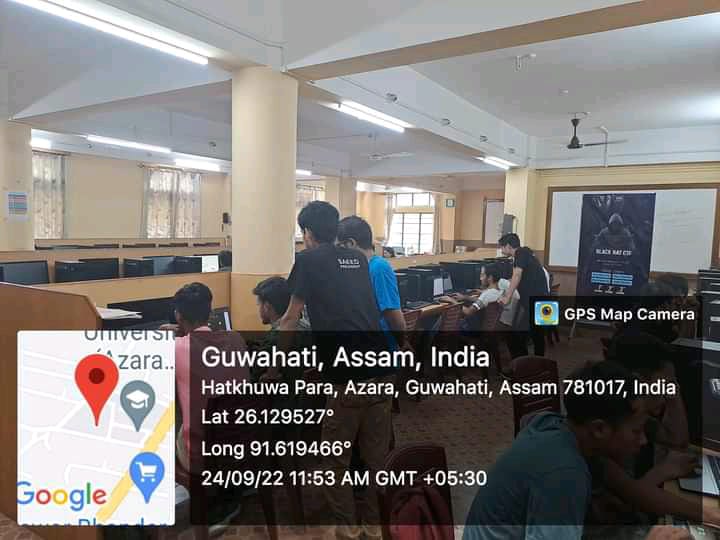 SAEED
BLACK HAT CTF
GPS Map Camera
Universi
(Azara...
Google
Guwahati, Assam, India
Hatkhuwa Para, Azara, Guwahati, Assam 781017, India
Lat 26.129527°
Long 91.619466°
24/09/22 11:53 AM GMT +05:30